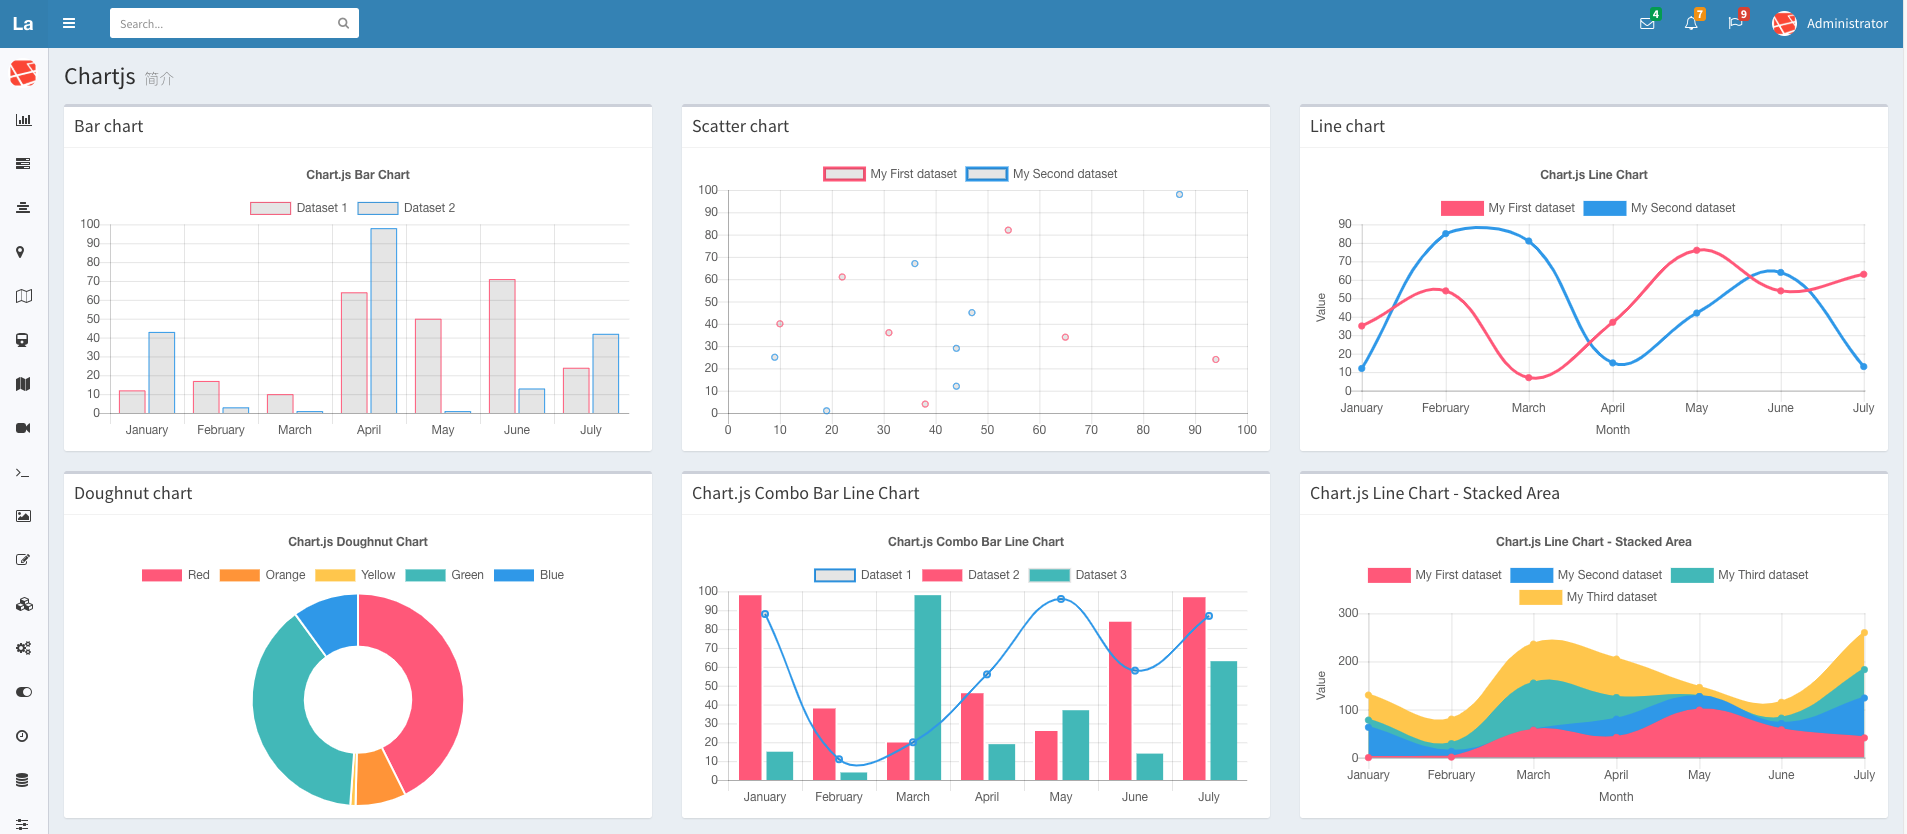 La
Search...
4
7
9
Administrator
Chartjs 简介
Bar chart
Chart.js Bar Chart
Dataset 1 Dataset 2
100
90
80
70
60
50
40
30
20
10
0
January February March April May June July
Scatter chart
My First dataset My Second dataset
100
90
80
70
60
50
40
30
20
10
0
0 10 20 30 40 50 60 70 80 90 100
Line chart
Chart.js Line Chart
My First dataset My Second dataset
Value
90
80
70
60
50
40
30
20
10
0
January February March April May June July
Month
Doughnut chart
Chart.js Doughnut Chart
Red Orange Yellow Green Blue
Chart.js Combo Bar Line Chart
Chart.js Combo Bar Line Chart
Dataset 1 Dataset 2 Dataset 3
100
90
80
70
60
50
40
30
20
10
0
January February March April May June July
Chart.js Line Chart - Stacked Area
Chart.js Line Chart - Stacked Area
My First dataset My Second dataset My Third dataset
My Third dataset
Value
300
200
100
0
January February March April May June July
Month